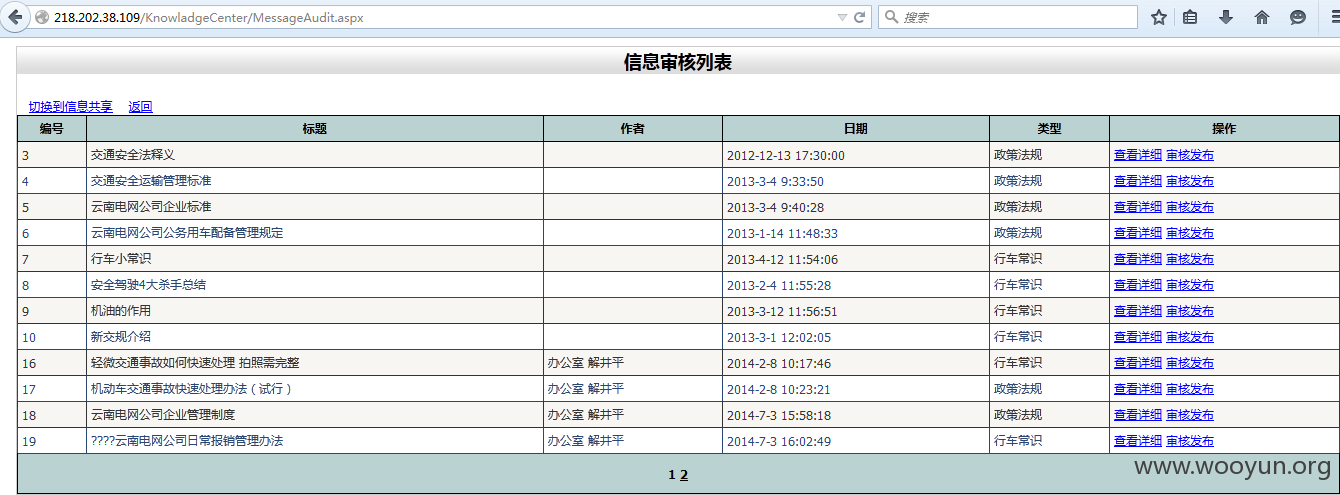 218.202.38.109/KnowladgeCenter/MessageAudit.aspx 搜索
信息审核列表
切换到信息共享 返回
编号 标题 作者 日期 类型 操作
3 交通安全法释义 2012-12-13 17:30:00 政策法规 查看详细 审核发布
4 交通安全运输管理标准 2013-3-4 9:33:50 政策法规 查看详细 审核发布
5 云南电网公司企业标准 2013-3-4 9:40:28 政策法规 查看详细 审核发布
6 云南电网公司公务用车配备管理规定 2013-1-14 11:48:33 政策法规 查看详细 审核发布
7 行车小常识 2013-4-12 11:54:06 行车常识 查看详细 审核发布
8 安全驾驶4大杀手总结 2013-2-4 11:55:28 行车常识 查看详细 审核发布
9 机油的作用 2013-3-12 11:56:51 行车常识 查看详细 审核发布
10 新交规介绍 2013-3-1 12:02:05 行车常识 查看详细 审核发布
16 轻微交通事故如何快速处理 拍照需完整 办公室 解井平 2014-2-8 10:17:46 行车常识 查看详细 审核发布
17 机动车交通事故快速处理办法（试行） 办公室 解井平 2014-2-8 10:23:21 政策法规 查看详细 审核发布
18 云南电网公司企业管理制度 办公室 解井平 2014-7-3 15:58:18 政策法规 查看详细 审核发布
19 ????云南电网公司日常报销管理办法 办公室 解井平 2014-7-3 16:02:49 行车常识 查看详细 审核发布
1 2
www.wooyun.org